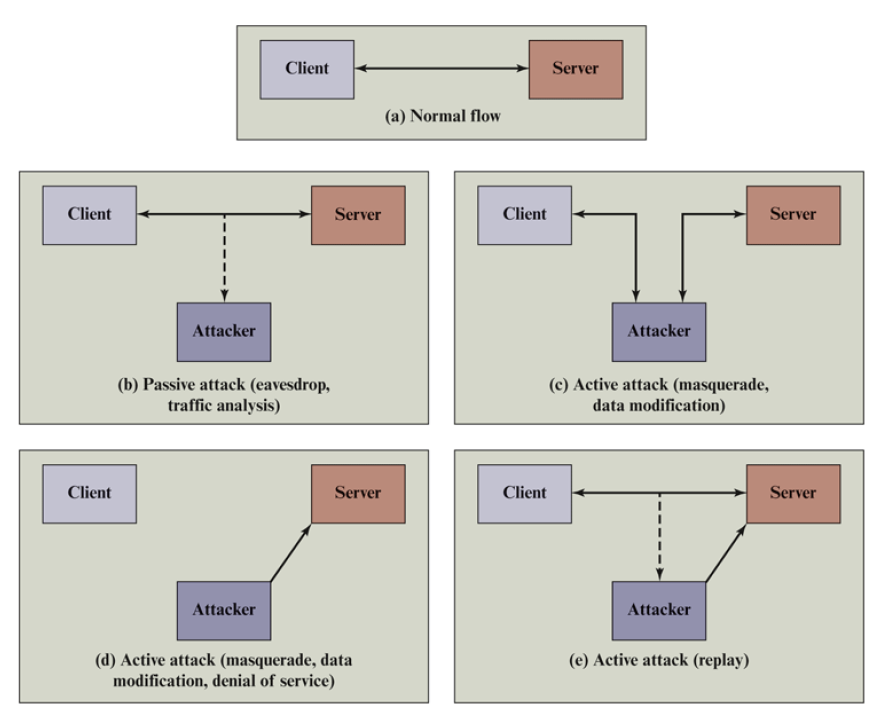 Client
Server
(a) Normal flow
Client
Server
Attacker
(b) Passive attack (eavesdrop,
traffic analysis)
Client
Server
Attacker
(c) Active attack (masquerade,
data modification)
Client
Server
Attacker
(d) Active attack (masquerade, data
modification, denial of service)
Client
Server
Attacker
(e) Active attack (replay)